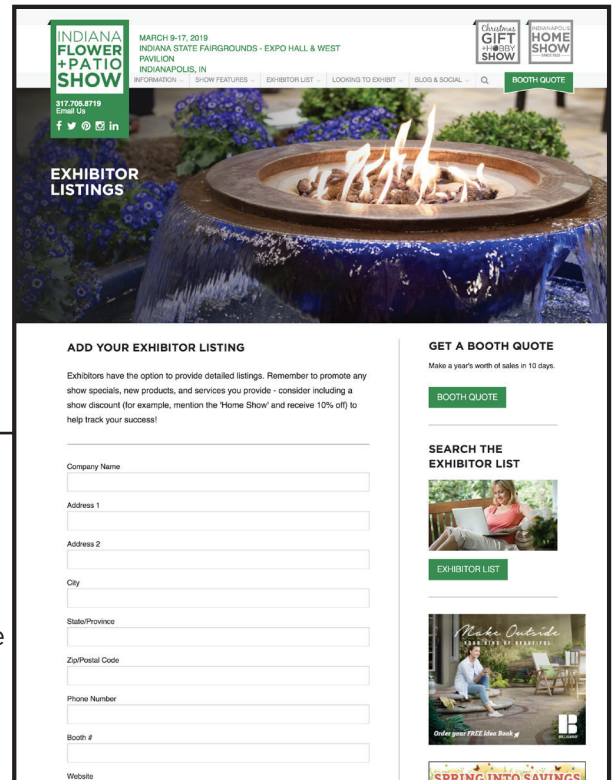 INDIANA
FLOWER
+PATIO
SHOW
317.705.8719
Email Us
MARCH 9-17, 2019
INDIANA STATE FAIRGROUNDS - EXPO HALL & WEST
PAVILION
INDIANAPOLIS, IN
Christmas
GIFT
+HOBBY
SHOW
INDIANAPOLIS
HOME
SHOW
INFORMATION
SHOW FEATURES
EXHIBITOR LIST
LOOKING TO EXHIBIT
BLOG & SOCIAL
BOOTH QUOTE
EXHIBITOR
LISTINGS
ADD YOUR EXHIBITOR LISTING
Exhibitors have the option to provide detailed listings. Remember to promote any
show specials, new products, and services you provide - consider including a
show discount (for example, mention the 'Home Show' and receive 10% off) to
help track your success!
Company Name
Address 1
Address 2
City
State/Province
Zip/Postal Code
Phone Number
Booth #
Website
GET A BOOTH QUOTE
Make a year's worth of sales in 10 days.
BOOTH QUOTE
SEARCH THE
EXHIBITOR LIST
EXHIBITOR LIST
Make Outside
YOUR KIND OF BEAUTIFUL
Order your FREE Idea Book
B
BELGARD
SPRING INTO SAVINGS
e